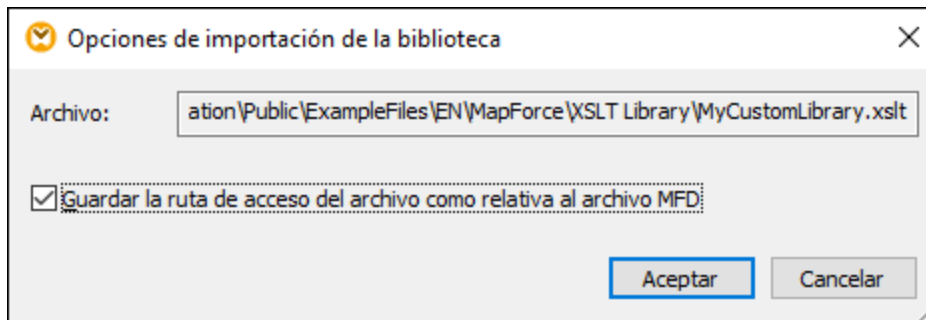 Opciones de importación de la biblioteca
Archivo: ation\Public\ExampleFiles\EN\MapForce\XSLT Library\MyCustomLibrary.xslt
Guardar la ruta de acceso del archivo como relativa al archivo MFD
Aceptar Cancelar